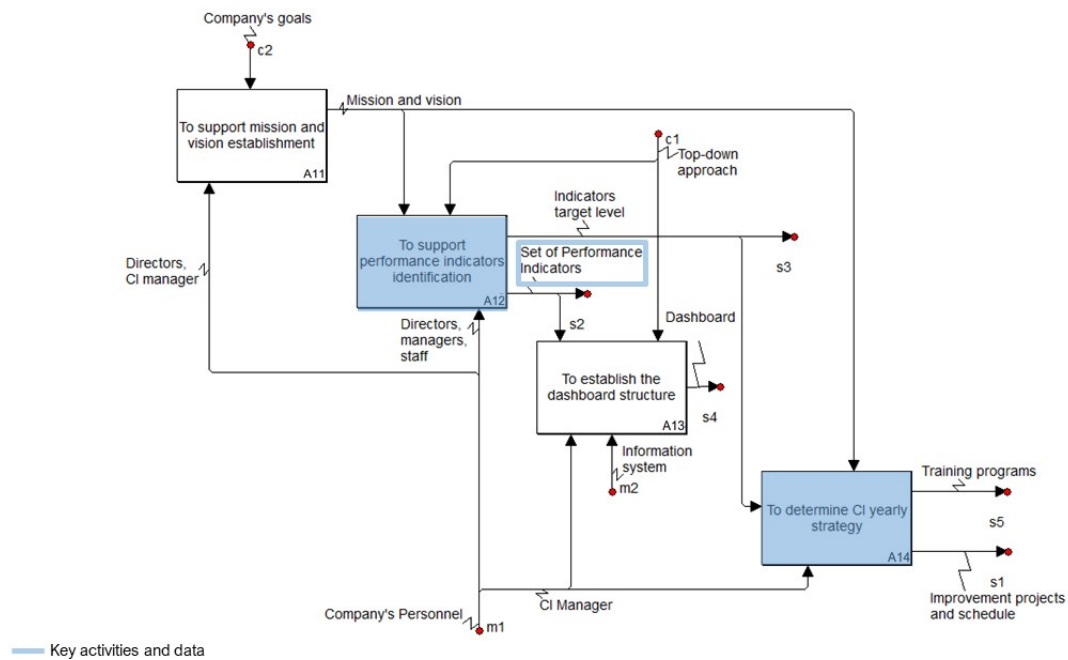 Company's goals
c2
Mission and vision
To support mission and
vision establishment
A11
c1
Top-down
approach
Indicators
target level
To support
performance indicators
identification
A12
Set of Performance
Indicators
s3
Directors,
CI manager
s2
Directors,
managers,
staff
Dashboard
To establish the
dashboard structure
A13
s4
Information
system
m2
Training programs
To determine CI yearly
strategy
A14
s5
s1
Improvement projects
and schedule
CI Manager
Company's Personnel
m1
Key activities and data